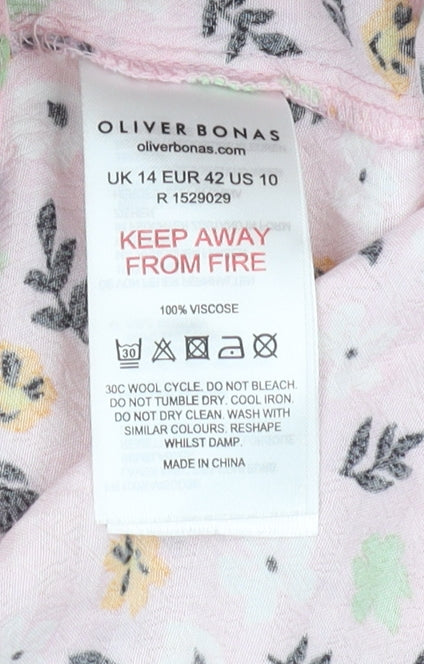 OLIVER BONAS
oliverbonas.com
UK 14 EUR 42 US 10
R 1529029
KEEP AWAY
FROM FIRE
100% VISCOSE
30
30C WOOL CYCLE. DO NOT BLEACH.
DO NOT TUMBLE DRY. COOL IRON.
DO NOT DRY CLEAN. WASH WITH
SIMILAR COLOURS. RESHAPE
WHILST DAMP.
MADE IN CHINA